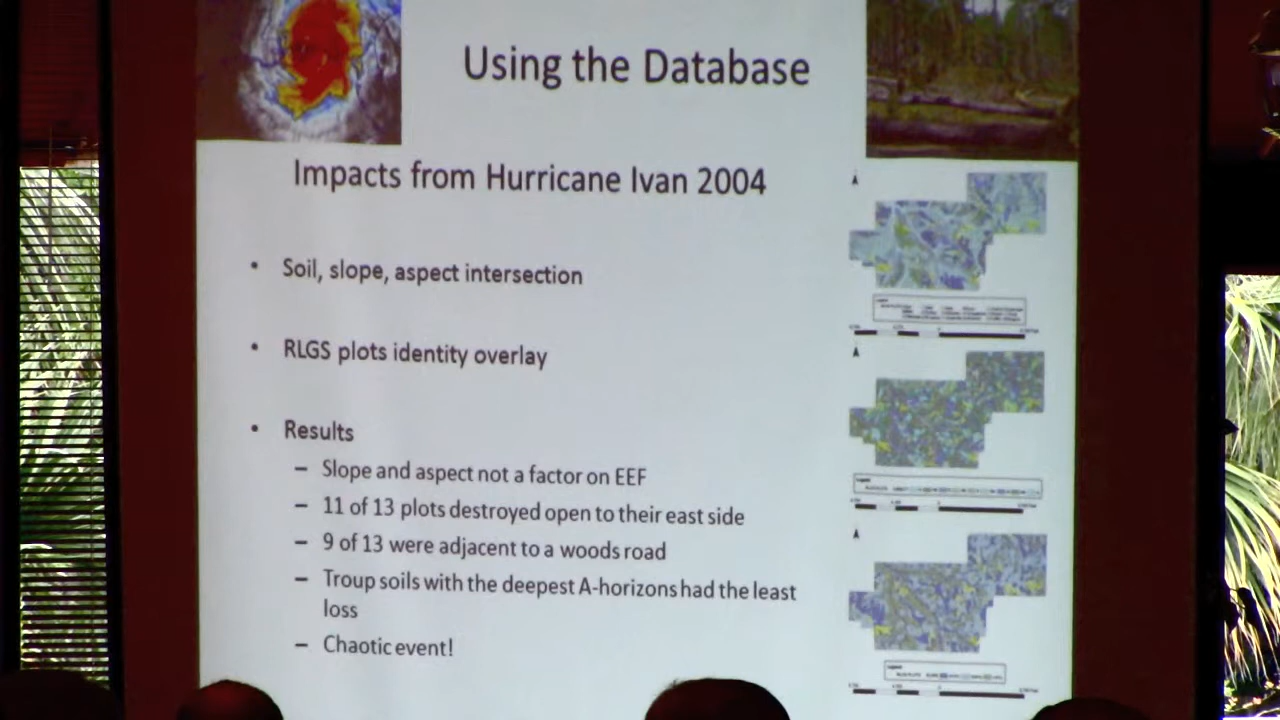 Using the Database
Impacts from Hurricane Ivan 2004
• Soil, slope, aspect intersection
• RLGS plots identity overlay
• Results
– Slope and aspect not a factor on EEF
– 11 of 13 plots destroyed open to their east side
– 9 of 13 were adjacent to a woods road
– Troup soils with the deepest A-horizons had the least
loss
– Chaotic event!